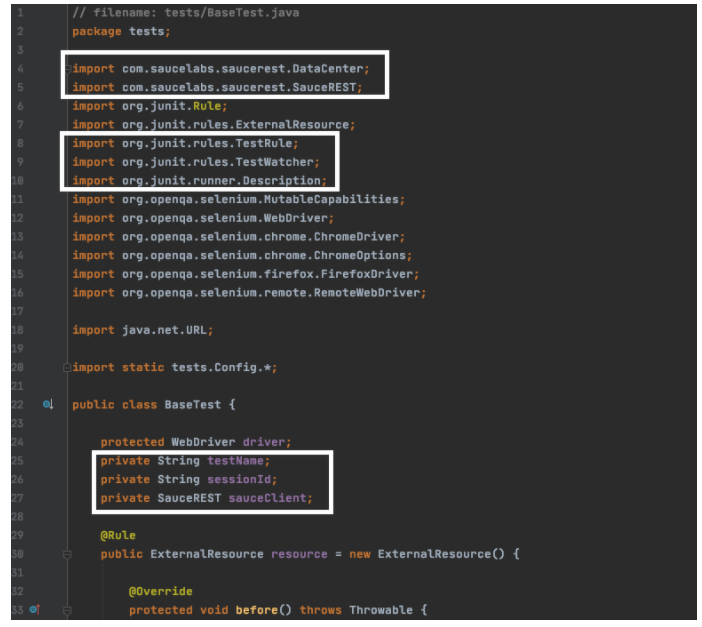 1 // filename: tests/BaseTest.java
2 package tests;
3
4 import com.saucelabs.saucerest.DataCenter;
5 import com.saucelabs.saucerest.SauceREST;
6 import org.junit.Rule;
7 import org.junit.rules.ExternalResource;
8 import org.junit.rules.TestRule;
9 import org.junit.rules.TestWatcher;
10 import org.junit.runner.Description;
11 import org.openqa.selenium.MutableCapabilities;
12 import org.openqa.selenium.WebDriver;
13 import org.openqa.selenium.chrome.ChromeDriver;
14 import org.openqa.selenium.chrome.ChromeOptions;
15 import org.openqa.selenium.firefox.FirefoxDriver;
16 import org.openqa.selenium.remote.RemoteWebDriver;
17
18 import java.net.URL;
19
20 import static tests.Config.*;
21
22 public class BaseTest {
23
24 protected WebDriver driver;
25 private String testName;
26 private String sessionId;
27 private SauceREST sauceClient;
28
29 @Rule
30 public ExternalResource resource = new ExternalResource() {
31
32 @Override
33 protected void before() throws Throwable {